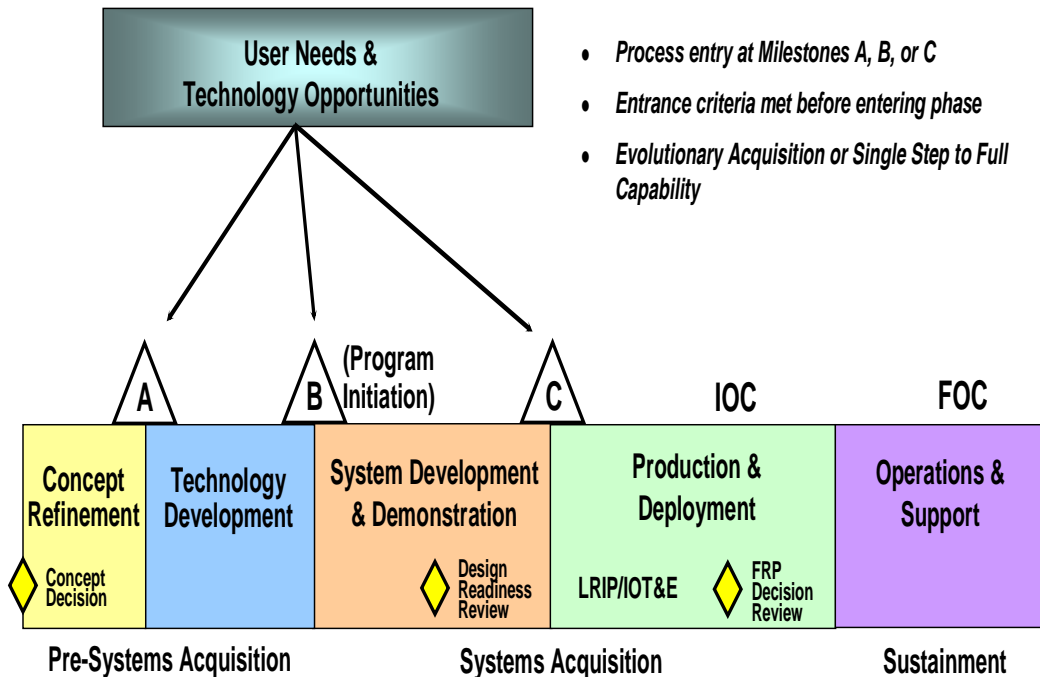 User Needs &
Technology Opportunities
• Process entry at Milestones A, B, or C
• Entrance criteria met before entering phase
• Evolutionary Acquisition or Single Step to Full
Capability
A
B
(Program
Initiation)
C
IOC
FOC
Concept
Refinement
Technology
Development
System Development
& Demonstration
Production &
Deployment
Operations &
Support
Concept
Decision
Design
Readiness
Review
LRIP/IOT&E
FRP
Decision
Review
Pre-Systems Acquisition
Systems Acquisition
Sustainment